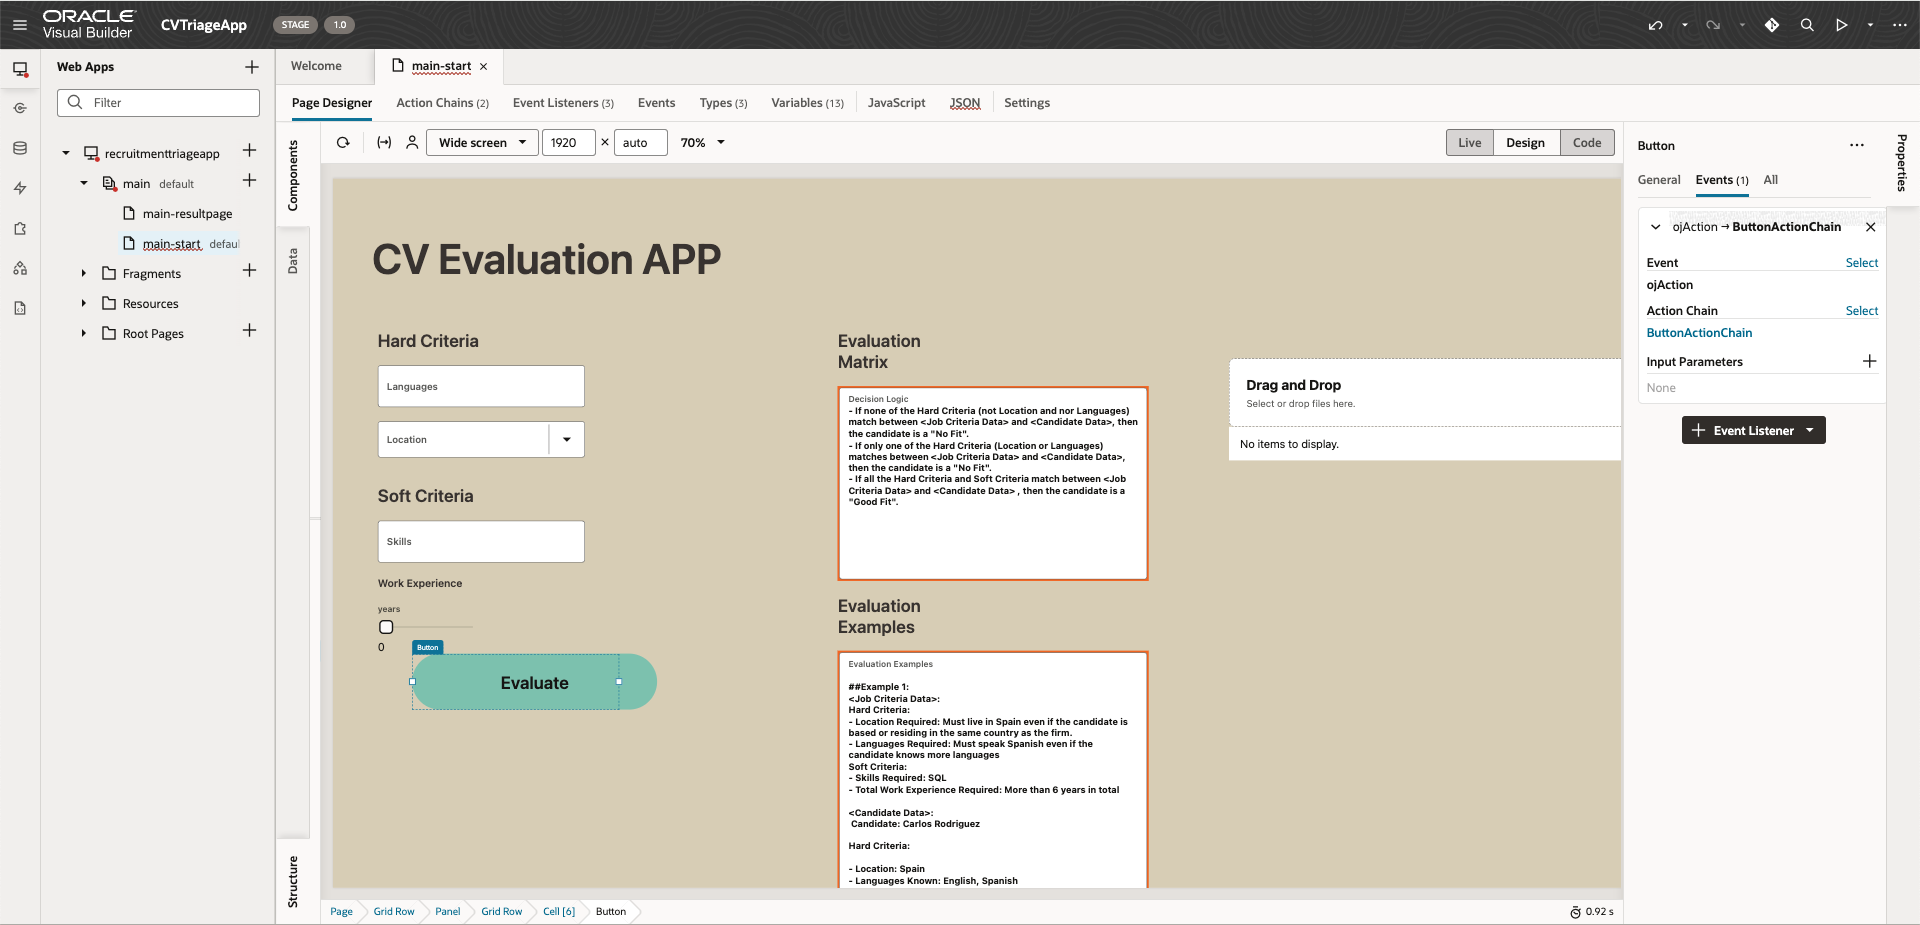 ORACLE
Visual Builder
CVTriageApp
STAGE
1.0
Web Apps
Filter
recruitmenttriageapp
main default
main-resultpage
main-start defaul
Fragments
Resources
Root Pages
Welcome
main-start
Page Designer
Action Chains (2)
Event Listeners (3)
Events
Types (3)
Variables (13)
JavaScript
JSON
Settings
Components
Data
Structure
Wide screen
1920
×
auto
70%
Live
Design
Code
CV Evaluation APP
Hard Criteria
Languages
Location
Soft Criteria
Skills
Work Experience
years
0
Button
Evaluate
Evaluation
Matrix
Decision Logic
- If none of the Hard Criteria (not Location and nor Languages)
match between <Job Criteria Data> and <Candidate Data>, then
the candidate is a "No Fit".
- If only one of the Hard Criteria (Location or Languages)
matches between <Job Criteria Data> and <Candidate Data>,
then the candidate is a "No Fit".
- If all the Hard Criteria and Soft Criteria match between <Job
Criteria Data> and <Candidate Data> , then the candidate is a
"Good Fit".
Evaluation
Examples
Evaluation Examples
##Example 1:
<Job Criteria Data>:
Hard Criteria:
- Location Required: Must live in Spain even if the candidate is
based or residing in the same country as the firm.
- Languages Required: Must speak Spanish even if the
candidate knows more languages
Soft Criteria:
- Skills Required: SQL
- Total Work Experience Required: More than 6 years in total
<Candidate Data>:
Candidate: Carlos Rodriguez
Hard Criteria:
- Location: Spain
- Languages Known: English, Spanish
Drag and Drop
Select or drop files here.
No items to display.
Page
Grid Row
Panel
Grid Row
Cell [6]
Button
0.92 s
Button
General
Events (1)
All
ojAction → ButtonActionChain
Event
Select
ojAction
Action Chain
Select
ButtonActionChain
Input Parameters
None
Event Listener
Properties